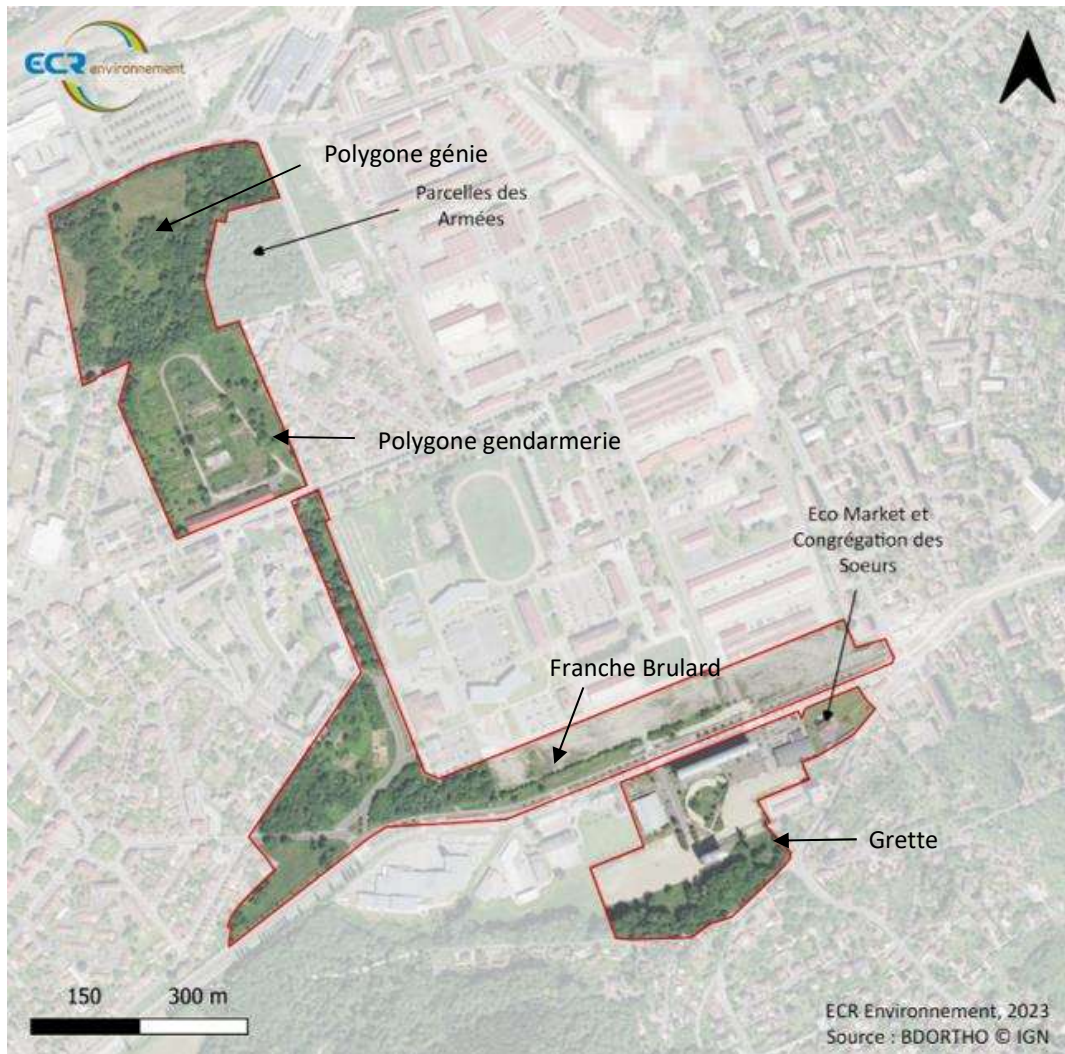 ECR environnement
Polygone génie
Parcelles des
Armées
Polygone gendarmerie
Eco Market et
Congrégation des
Soeurs
Franche Brulard
Grette
150
300 m
ECR Environnement, 2023
Source : BDORTHO © IGN